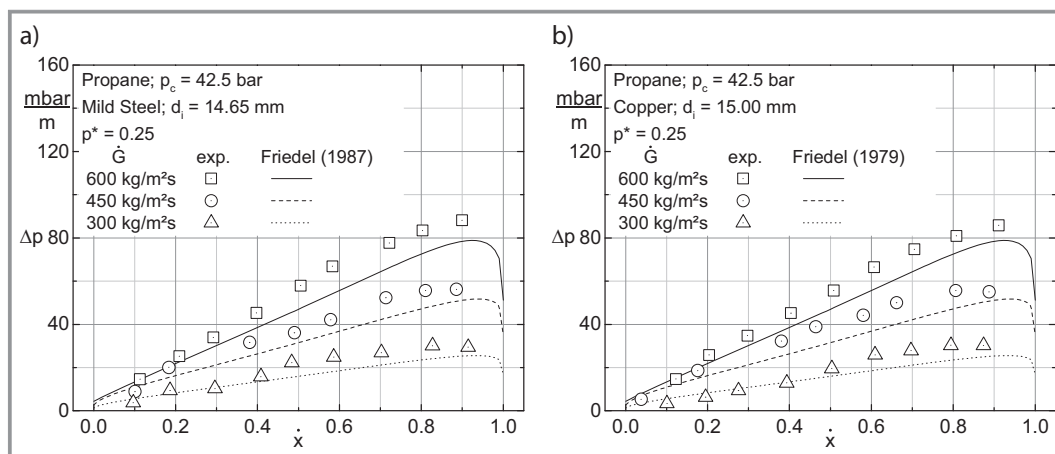 a)
160
mbar
m
120
Δp 80
40
0
Propane; p_c = 42.5 bar
Mild Steel; d_i = 14.65 mm
p* = 0.25
Ġ exp. Friedel (1987)
600 kg/m²s
450 kg/m²s
300 kg/m²s
0.0 0.2 0.4 0.6 0.8 1.0
ẋ
b)
160
mbar
m
120
Δp 80
40
0
Propane; p_c = 42.5 bar
Copper; d_i = 15.00 mm
p* = 0.25
Ġ exp. Friedel (1979)
600 kg/m²s
450 kg/m²s
300 kg/m²s
0.0 0.2 0.4 0.6 0.8 1.0
ẋ